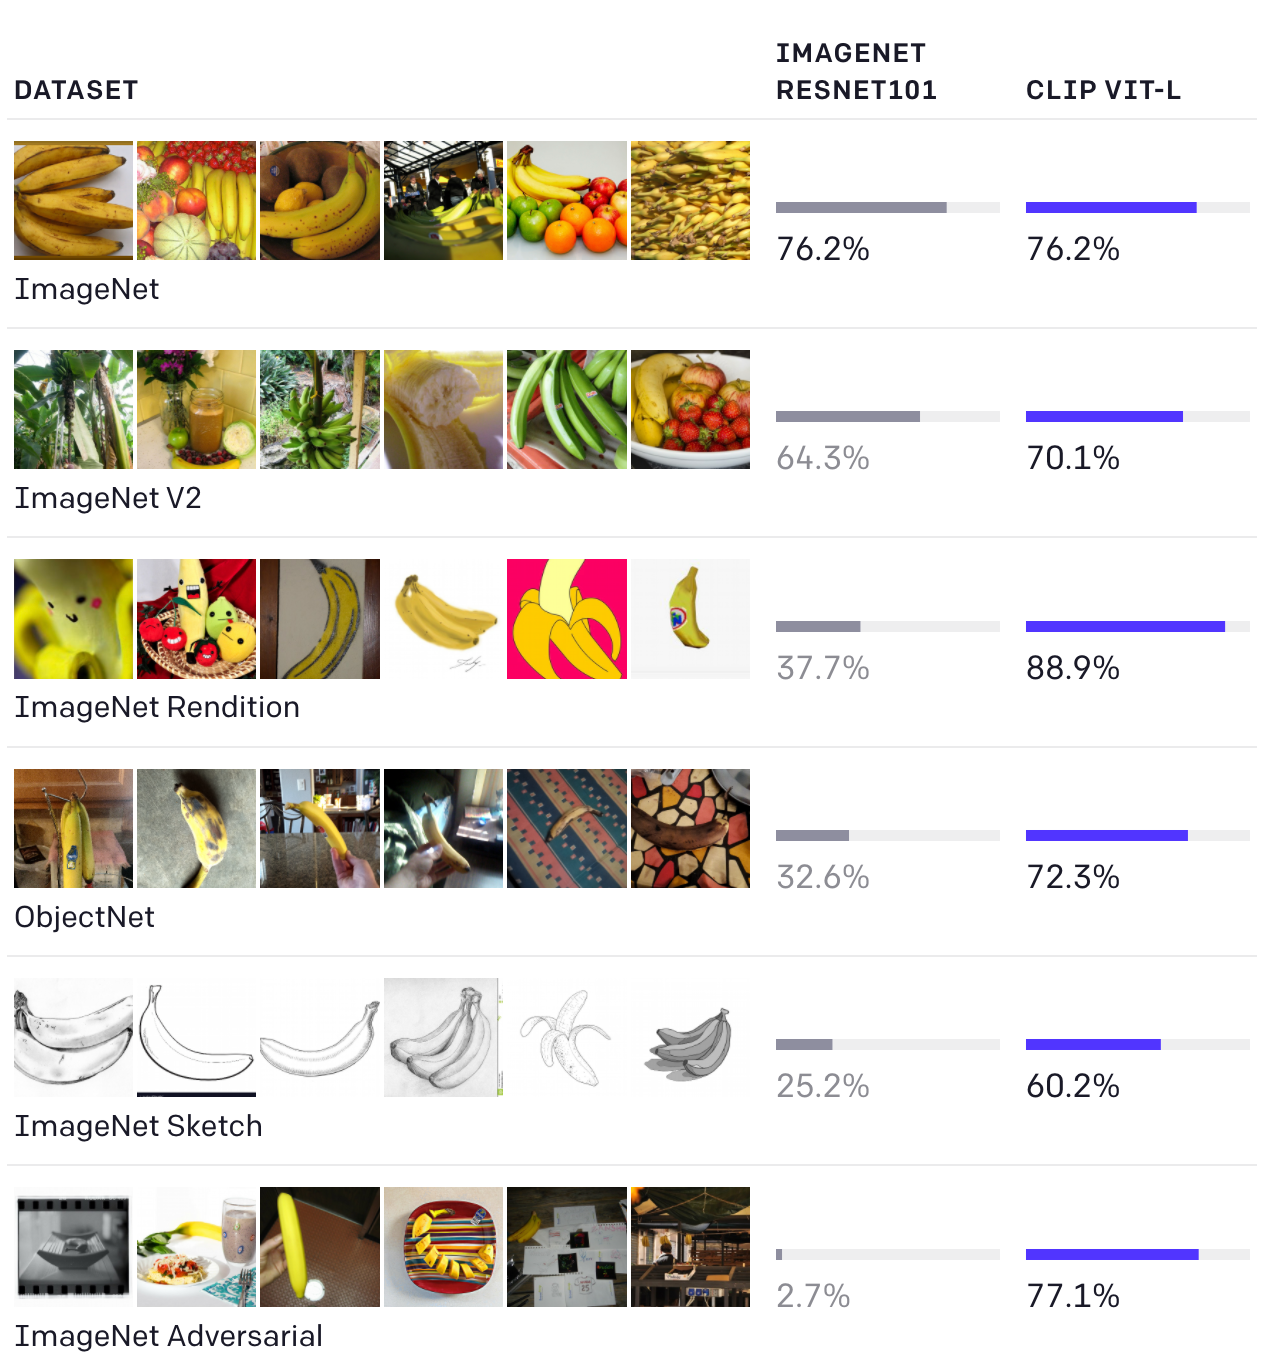 DATASET
IMAGENET
RESNET101
CLIP VIT-L
76.2%
76.2%
ImageNet
64.3%
70.1%
ImageNet V2
37.7%
88.9%
ImageNet Rendition
32.6%
72.3%
ObjectNet
25.2%
60.2%
ImageNet Sketch
2.7%
77.1%
ImageNet Adversarial